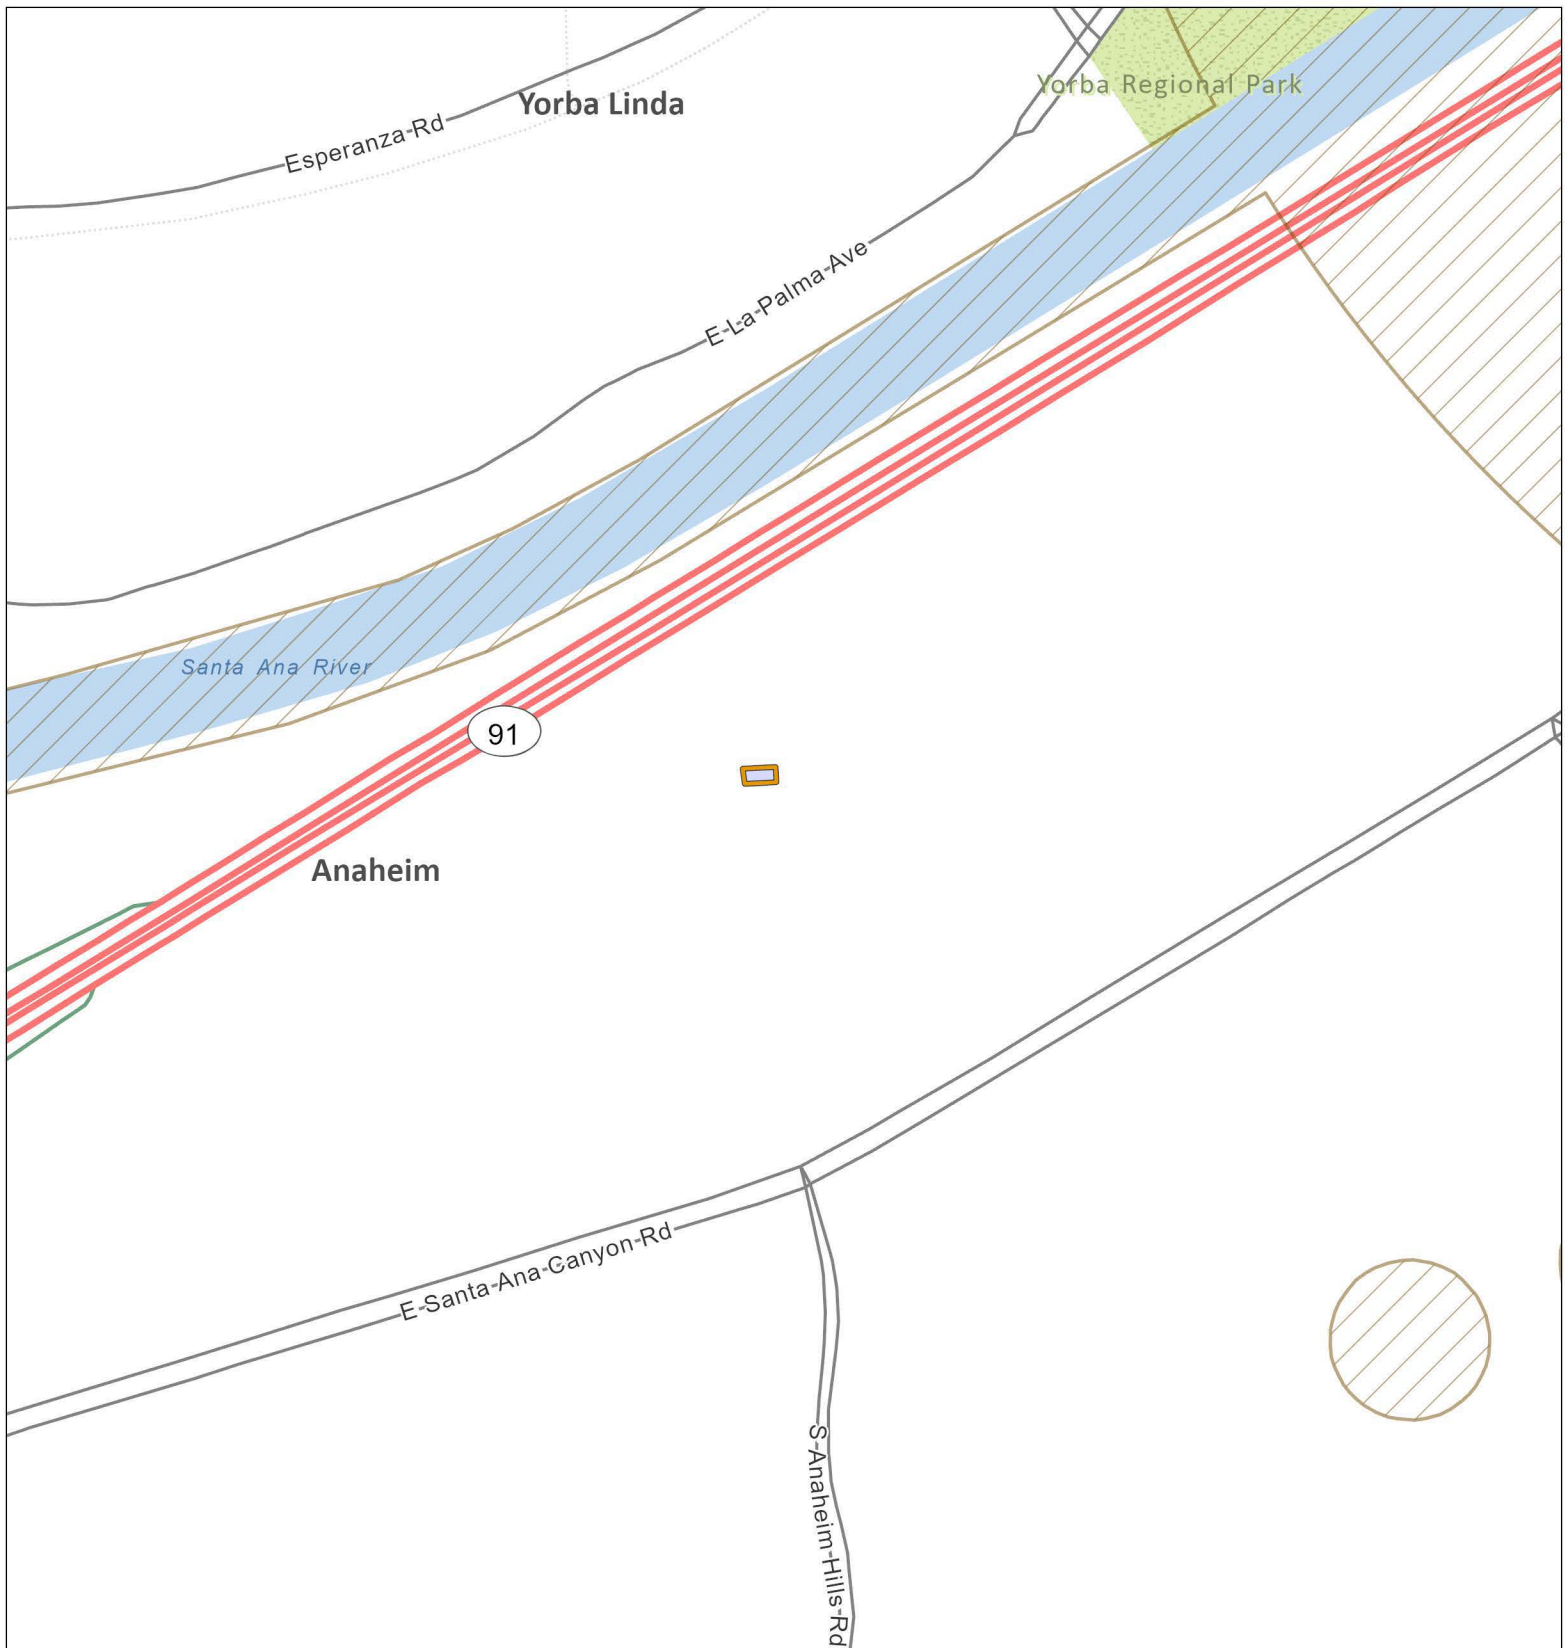 Yorba Regional Park
Yorba Linda
Esperanza Rd
E La Palma Ave
Santa Ana River
91
Anaheim
E Santa Ana Canyon Rd
S Anaheim Hills Rd